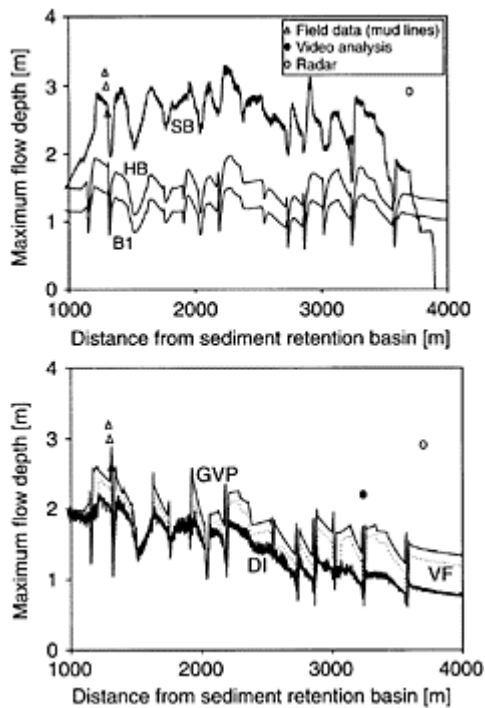 △ Field data (mud lines)
● Video analysis
○ Radar
Maximum flow depth [m]
4
3
2
1
0
SB
HB
B1
1000 2000 3000 4000
Distance from sediment retention basin [m]
Maximum flow depth [m]
4
3
2
1
0
GVP
DI
VF
1000 2000 3000 4000
Distance from sediment retention basin [m]